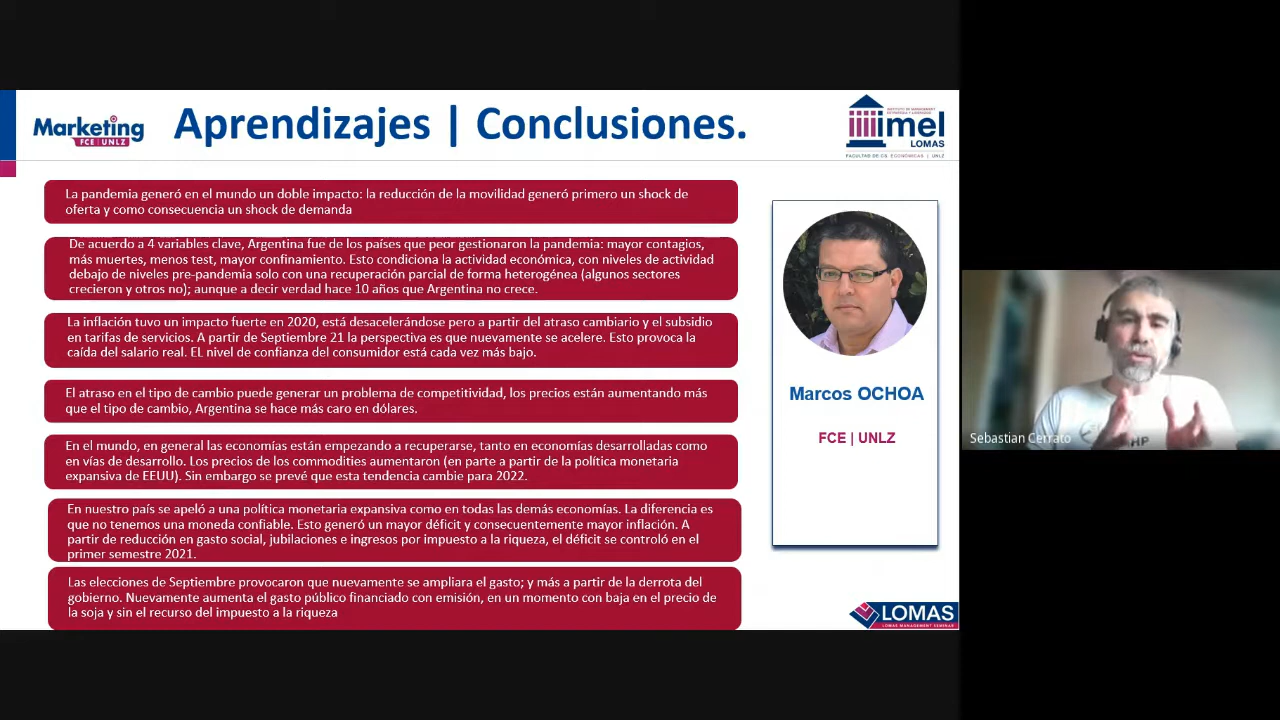 Marketing
FCE | UNLZ
Aprendizajes | Conclusiones.
INSTITUTO DE MANAGEMENT
ESTRATEGIA Y LIDERAZGO
imel
LOMAS
FACULTAD DE CS. ECONÓMICAS | UNLZ
La pandemia generó en el mundo un doble impacto: la reducción de la movilidad generó primero un shock de
oferta y como consecuencia un shock de demanda
De acuerdo a 4 variables clave, Argentina fue de los países que peor gestionaron la pandemia: mayor contagios,
más muertes, menos test, mayor confinamiento. Esto condiciona la actividad económica, con niveles de actividad
debajo de niveles pre-pandemia solo con una recuperación parcial de forma heterogénea (algunos sectores
crecieron y otros no); aunque a decir verdad hace 10 años que Argentina no crece.
La inflación tuvo un impacto fuerte en 2020, está desacelerándose pero a partir del atraso cambiario y el subsidio
en tarifas de servicios. A partir de Septiembre 21 la perspectiva es que nuevamente se acelere. Esto provoca la
caída del salario real. EL nivel de confianza del consumidor está cada vez más bajo.
El atraso en el tipo de cambio puede generar un problema de competitividad, los precios están aumentando más
que el tipo de cambio, Argentina se hace más caro en dólares.
En el mundo, en general las economías están empezando a recuperarse, tanto en economías desarrolladas como
en vías de desarrollo. Los precios de los commodities aumentaron (en parte a partir de la política monetaria
expansiva de EEUU). Sin embargo se prevé que esta tendencia cambie para 2022.
En nuestro país se apeló a una política monetaria expansiva como en todas las demás economías. La diferencia es
que no tenemos una moneda confiable. Esto generó un mayor déficit y consecuentemente mayor inflación. A
partir de reducción en gasto social, jubilaciones e ingresos por impuesto a la riqueza, el déficit se controló en el
primer semestre 2021.
Las elecciones de Septiembre provocaron que nuevamente se ampliara el gasto; y más a partir de la derrota del
gobierno. Nuevamente aumenta el gasto público financiado con emisión, en un momento con baja en el precio de
la soja y sin el recurso del impuesto a la riqueza
Marcos OCHOA
FCE | UNLZ
LOMAS
LOMAS MANAGEMENT SEMINAR
Sebastian Cerrato
HP